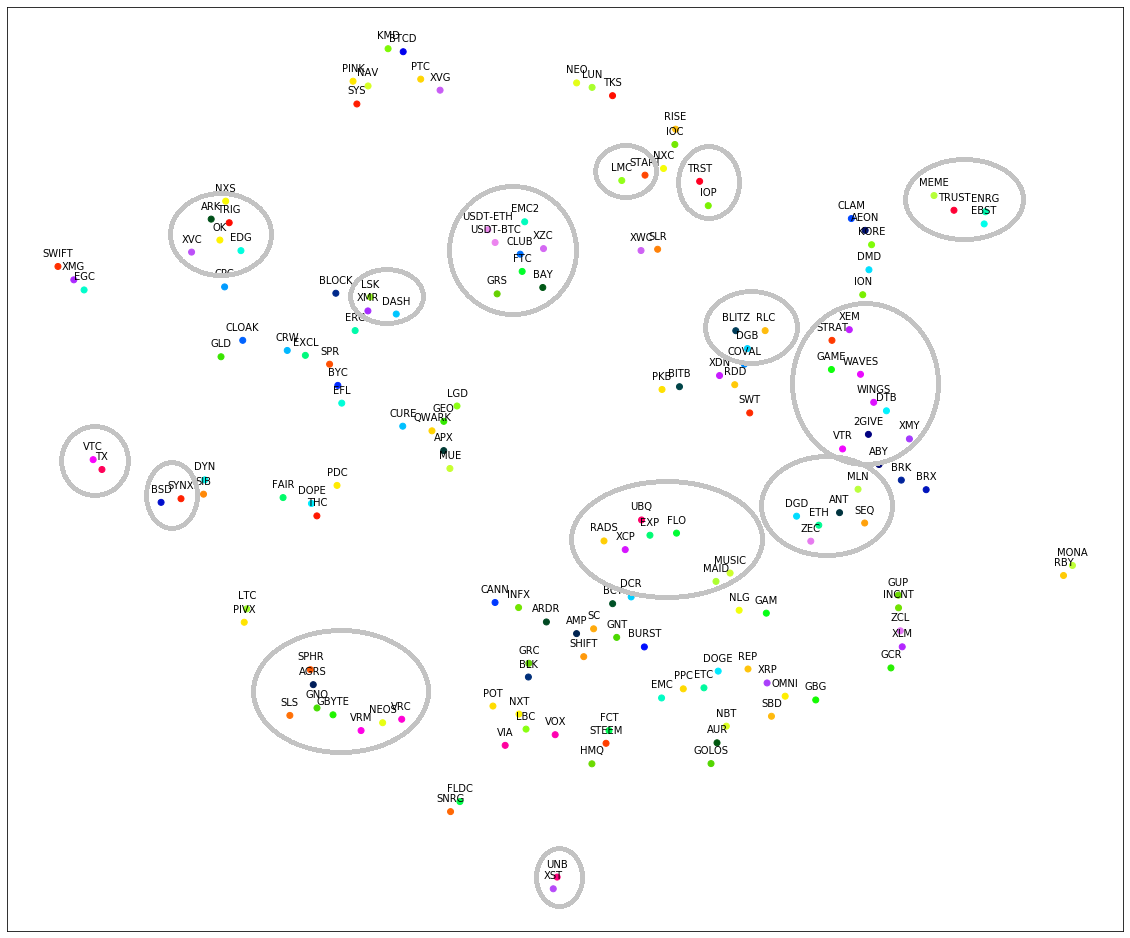 KMD
BTCD
PTC
XVG
PINK
NAV
SYS
NEO
LUN
TKS
RISE
IOC
NXC
START
LMC
TRST
IOP
MEME
TRUST
ENRG
EBST
NXS
ARK
TRIG
OK
XVC
EDG
USDT-ETH
EMC2
USDT-BTC
CLUB
XZC
FTC
GRS
BAY
XWC
SLR
CLAM
AEON
KORE
DMD
ION
SWIFT
XMG
EGC
BLOCK
LSK
XMR
DASH
CLOAK
GLD
CRW
EXCL
SPR
BYC
EFL
BLITZ
RLC
DGB
COVAL
XDN
RDD
SWT
PKB
BITB
XEM
STRAT
GAME
WAVES
WINGS
DTB
2GIVE
XMY
VTR
ABY
LGD
GEO
CURE
QWARK
APX
MUE
VTC
TX
BSD
SYNX
DYN
SIB
FAIR
DOPE
THC
PDC
MLN
BRK
BRX
DGD
ETH
ANT
SEQ
ZEC
UBQ
RADS
EXP
FLO
XCP
MUSIC
MAID
DCR
MONA
RBY
LTC
PIVX
CANN
INFX
ARDR
AMP
SC
GNT
SHIFT
BURST
NLG
GAM
GUP
INCNT
ZCL
XLM
GCR
SPHR
AGRS
GNO
SLS
GBYTE
VRM
NEOS
VRC
GRC
BLK
POT
NXT
LBC
VIA
VOX
FCT
STEEM
HMQ
EMC
PPC
ETC
DOGE
REP
XRP
OMNI
GBG
SBD
NBT
AUR
GOLOS
FLDC
SNRG
UNB
XST